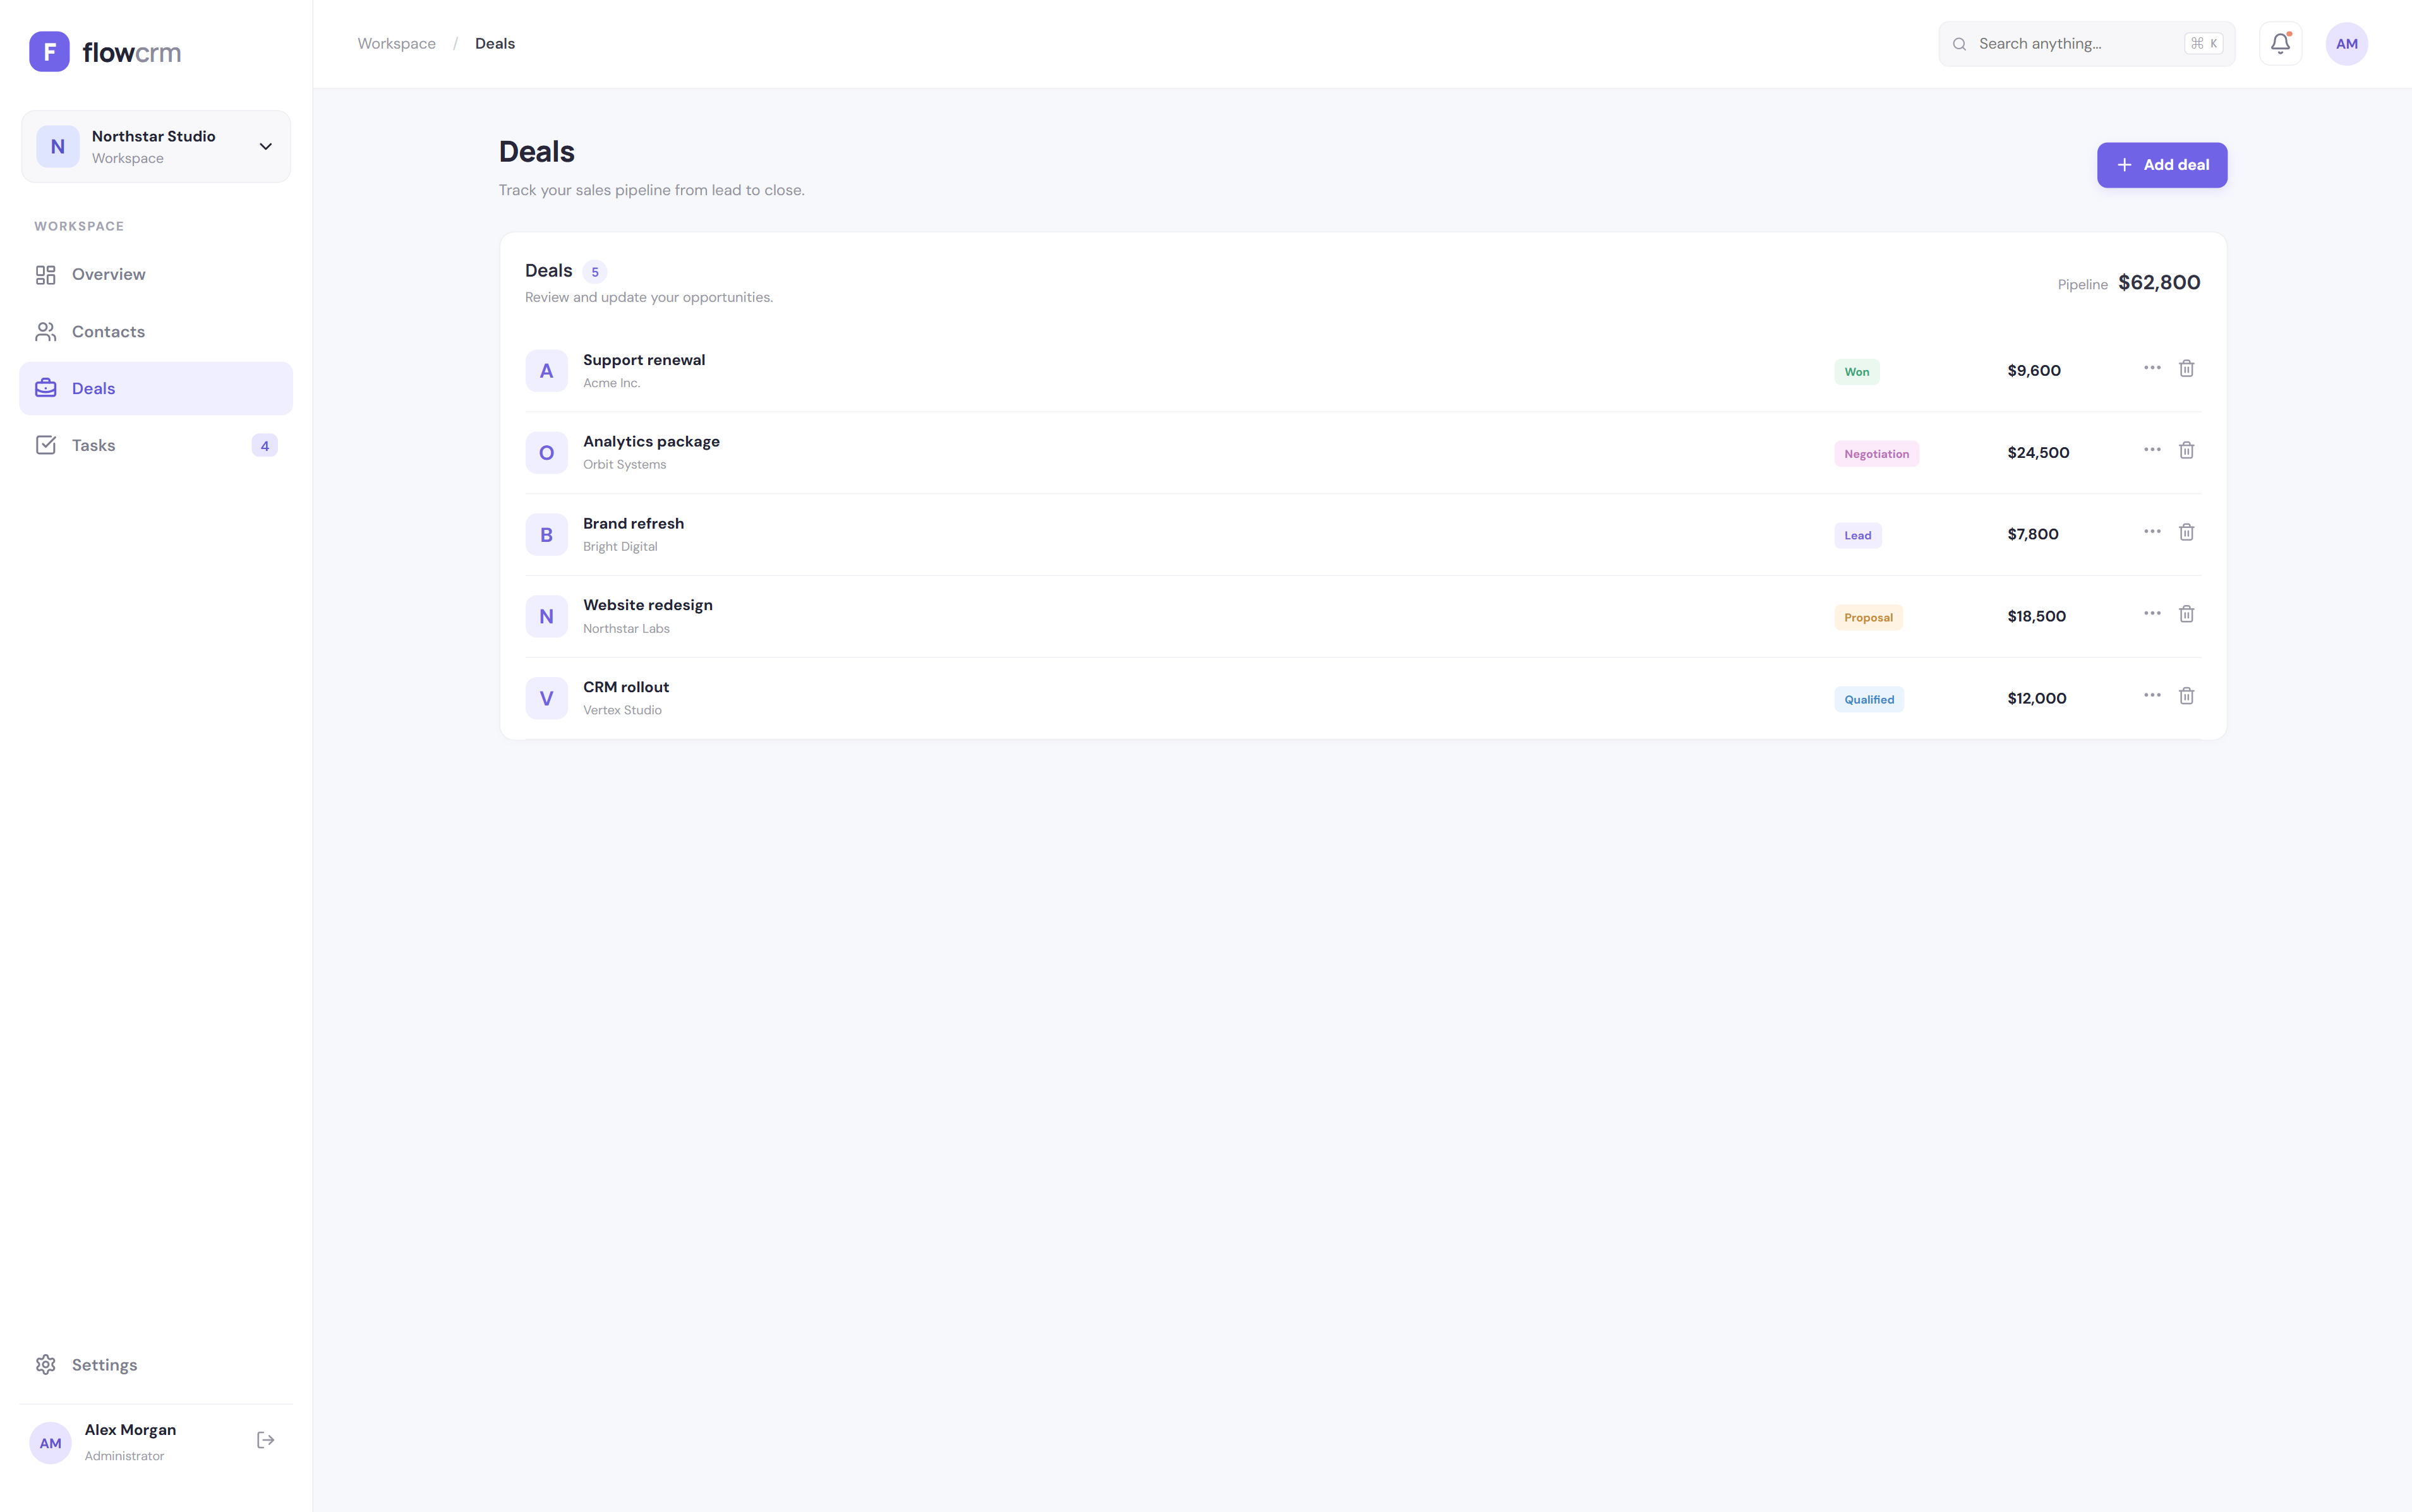 F flowcrm
N Northstar Studio
Workspace
WORKSPACE
Overview
Contacts
Deals
Tasks 4
Settings
AM Alex Morgan
Administrator
Workspace / Deals
Search anything... ⌘ K
AM
Deals
Track your sales pipeline from lead to close.
Add deal
Deals 5
Review and update your opportunities.
Pipeline $62,800
A Support renewal
Acme Inc.
Won $9,600
O Analytics package
Orbit Systems
Negotiation $24,500
B Brand refresh
Bright Digital
Lead $7,800
N Website redesign
Northstar Labs
Proposal $18,500
V CRM rollout
Vertex Studio
Qualified $12,000